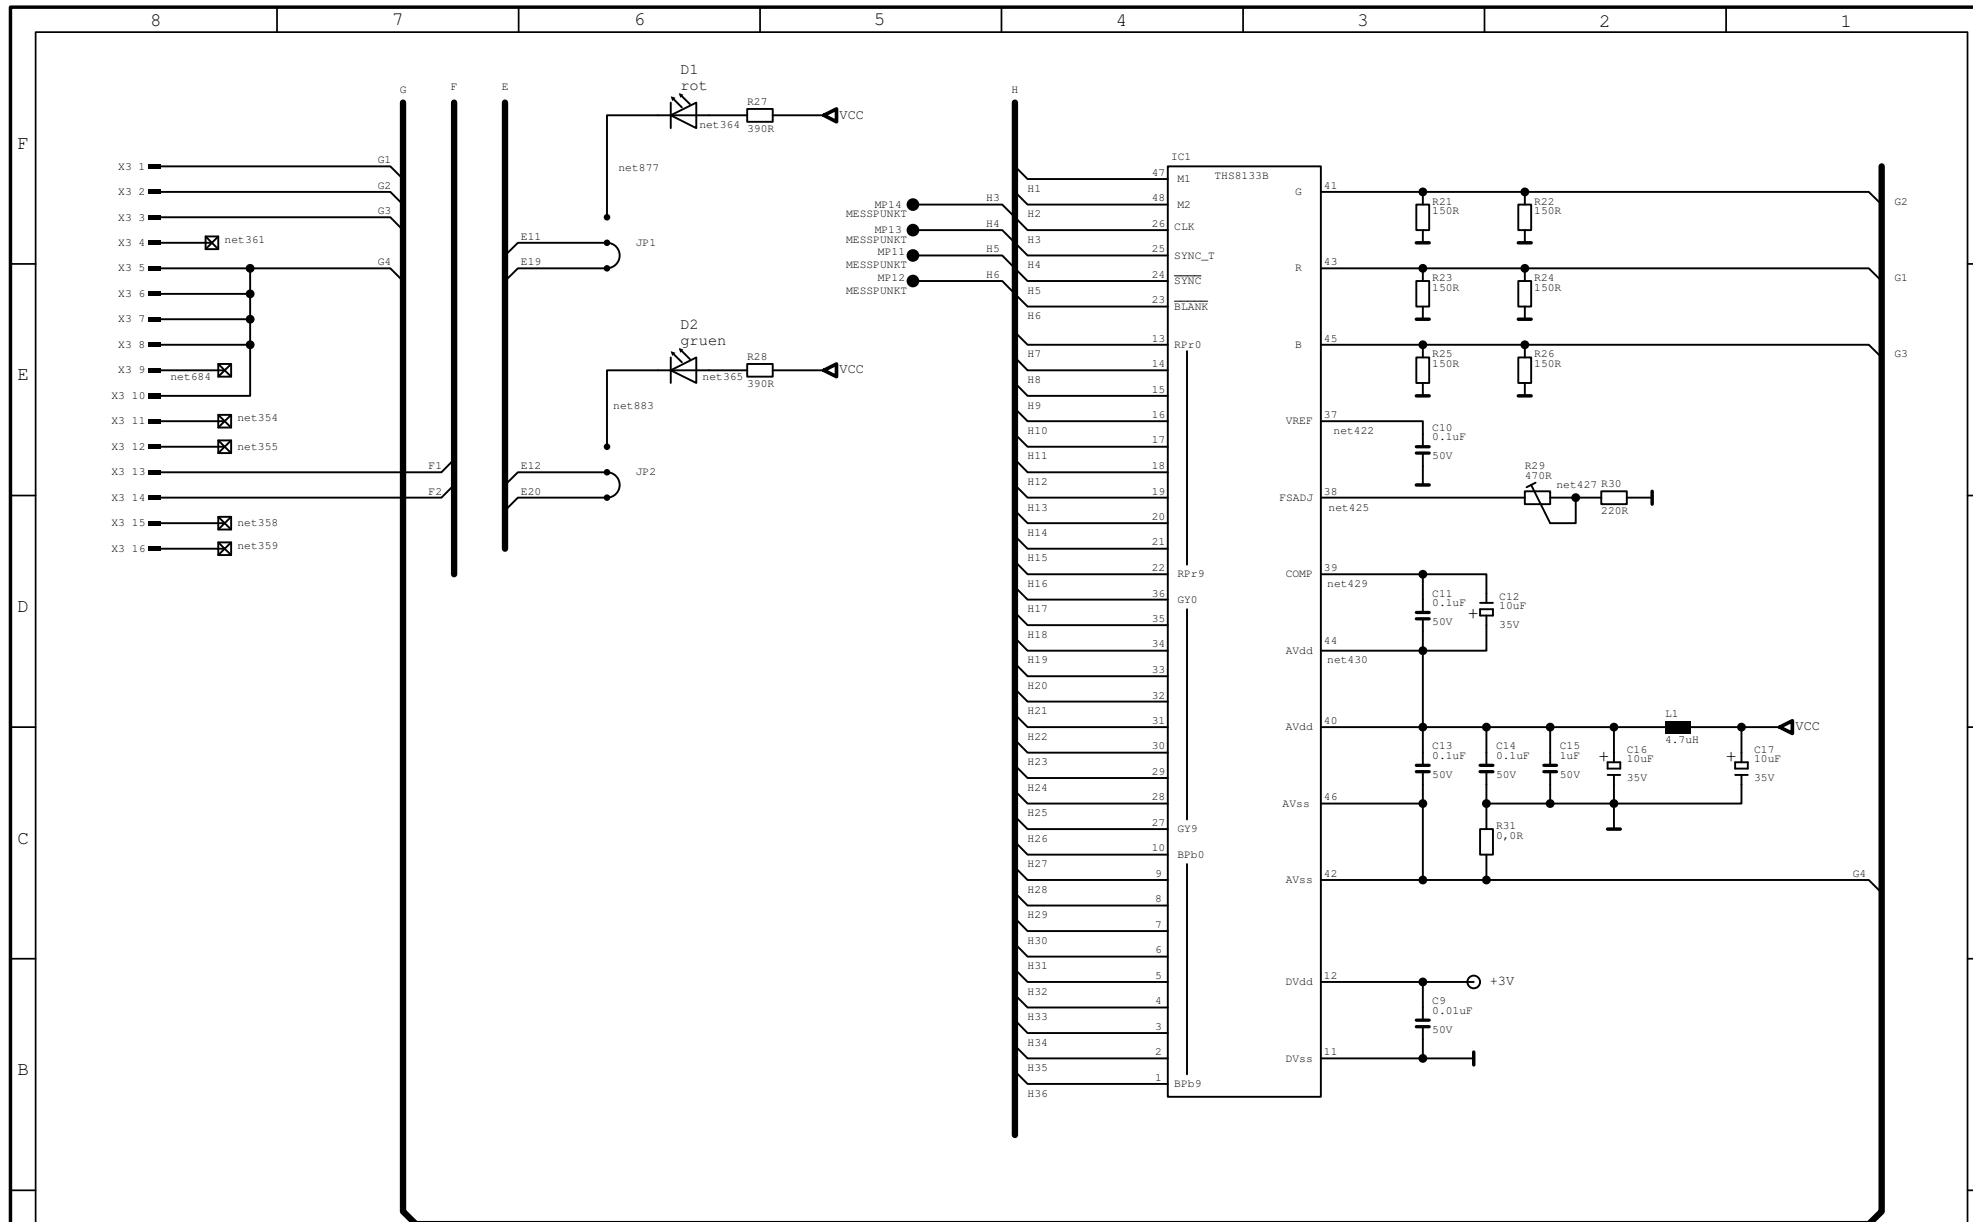 8 7 6 5 4 3 2 1
F
E
D
C
B
G F E H
D1
rot
R27
390R
net364
VCC
net877
X3 1 G1
X3 2 G2
X3 3 G3
X3 4 net361
X3 5 G4
X3 6
X3 7
X3 8
X3 9 net684
X3 10
X3 11 net354
X3 12 net355
X3 13 F1
X3 14 F2
X3 15 net358
X3 16 net359
E11
E19
JP1
D2
gruen
R28
390R
net365
VCC
net883
E12
E20
JP2
MP14 H3
MESSPUNKT
MP13 H4
MESSPUNKT
MP11 H5
MESSPUNKT
MP12 H6
MESSPUNKT
IC1
THS8133B
H1 47 M1
H2 48 M2
H3 26 CLK
H4 25 SYNC_T
H5 24 SYNC
H6 23 BLANK
H7 13 RPr0
H8 14
H9 15
H10 16
H11 17
H12 18
H13 19
H14 20
H15 21
H16 22 RPr9
H17 36 GY0
H18 35
H19 34
H20 33
H21 32
H22 31
H23 30
H24 29
H25 28
H26 27 GY9
H27 10 BPb0
H28 9
H29 8
H30 7
H31 6
H32 5
H33 4
H34 3
H35 2
H36 1 BPb9
G 41 G2
R21
150R
R22
150R
R 43 G1
R23
150R
R24
150R
B 45 G3
R25
150R
R26
150R
VREF 37
net422
C10
0.1uF
50V
FSADJ 38
net425
R29
470R
net427
R30
220R
COMP 39
net429
C11
0.1uF
50V
C12
10uF
+
35V
AVdd 44
net430
AVdd 40
L1
4.7uH
VCC
C13
0.1uF
50V
C14
0.1uF
50V
C15
1uF
50V
C16
10uF
+
35V
C17
10uF
+
35V
AVss 46
R31
0,0R
AVss 42 G4
DVdd 12 +3V
C9
0.01uF
50V
DVss 11